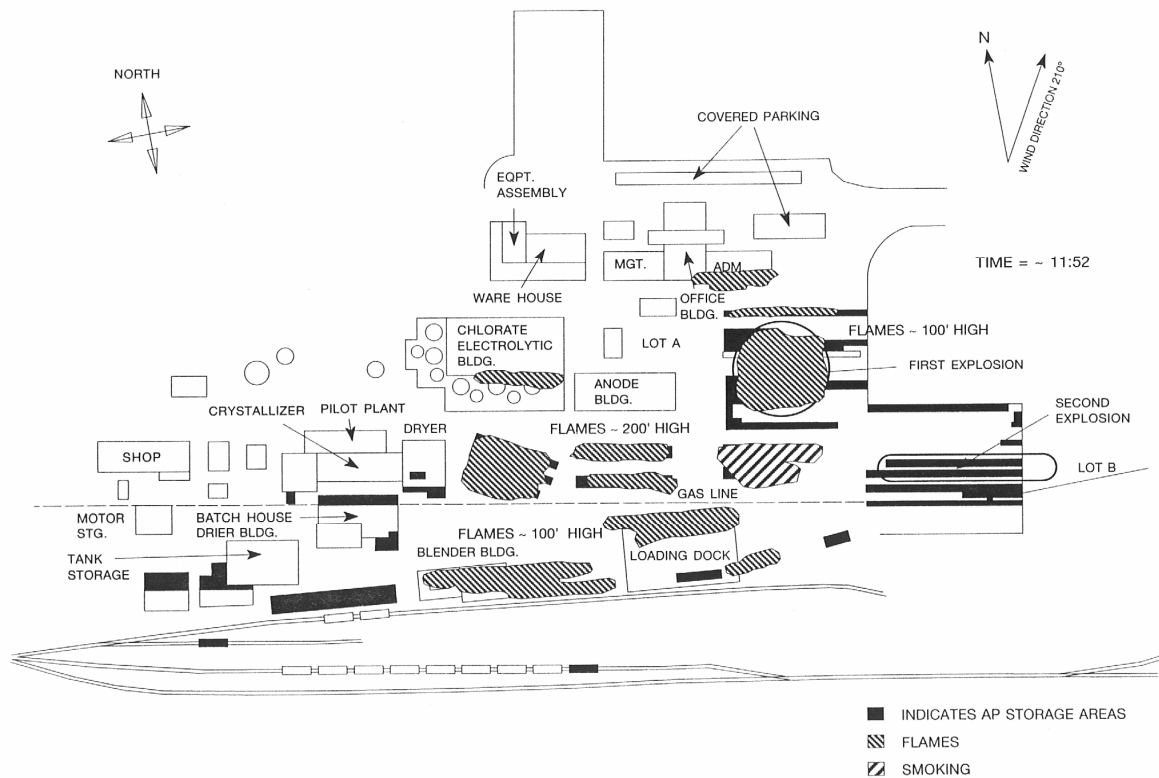 NORTH
N
WIND DIRECTION 210°
COVERED PARKING
EQPT.
ASSEMBLY
TIME = ~ 11:52
MGT.
ADM
WARE HOUSE
OFFICE
BLDG.
CHLORATE
ELECTROLYTIC
BLDG.
LOT A
FLAMES ~ 100' HIGH
FIRST EXPLOSION
ANODE
BLDG.
CRYSTALLIZER
PILOT PLANT
DRYER
FLAMES ~ 200' HIGH
SECOND
EXPLOSION
SHOP
LOT B
GAS LINE
MOTOR
STG.
BATCH HOUSE
DRIER BLDG.
FLAMES ~ 100' HIGH
BLENDER BLDG.
LOADING DOCK
TANK
STORAGE
INDICATES AP STORAGE AREAS
FLAMES
SMOKING